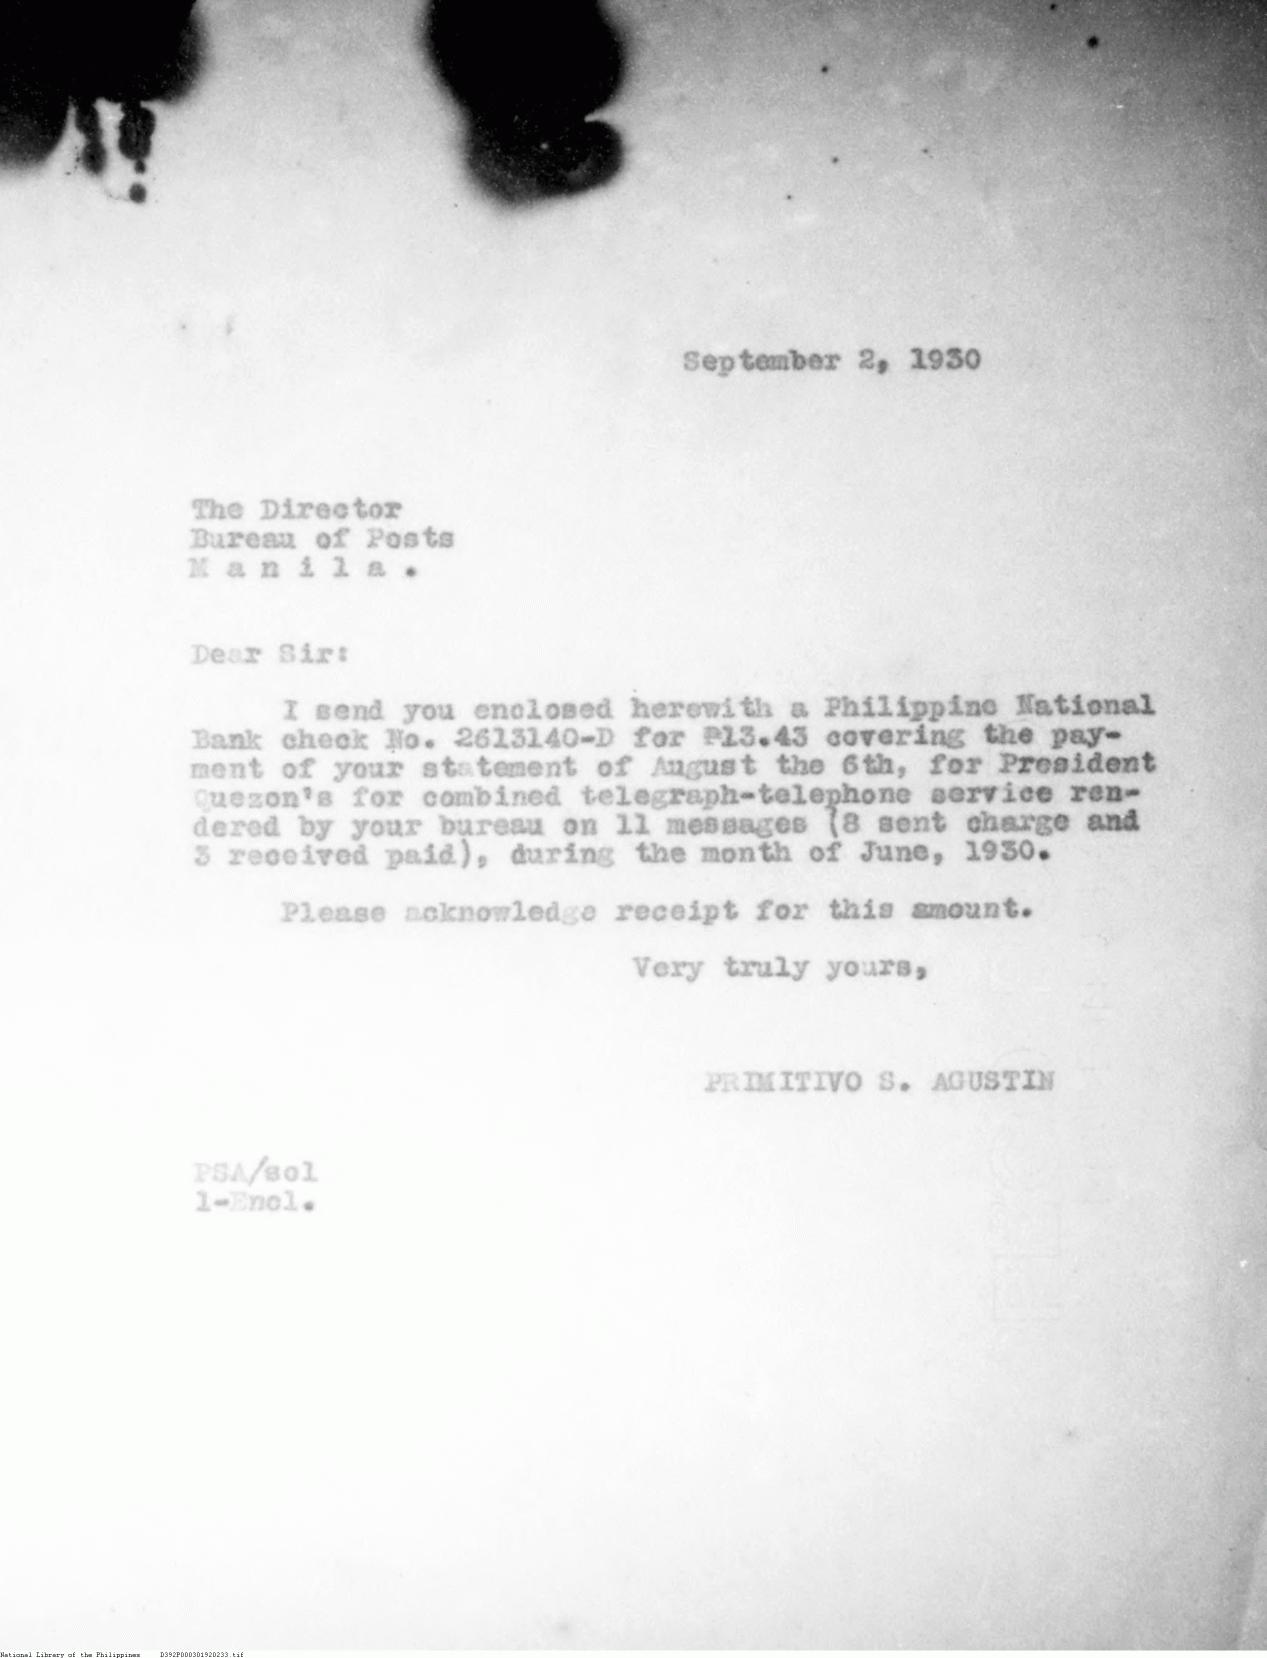 September 2, 1930
The Director
Bureau of Posts
M a n i l a .
Dear Sir:
I send you enclosed herewith a Philippine National
Bank check No. 2613140-D for ₱13.43 covering the pay-
ment of your statement of August the 6th, for President
Quezon's for combined telegraph-telephone service ren-
dered by your bureau on 11 messages (8 sent charge and
3 received paid), during the month of June, 1930.
Please acknowledge receipt for this amount.
Very truly yours,
PRIMITIVO S. AGUSTIN
PSA/scl
1-Encl.
National Library of the Philippines D392P000301920233.tif